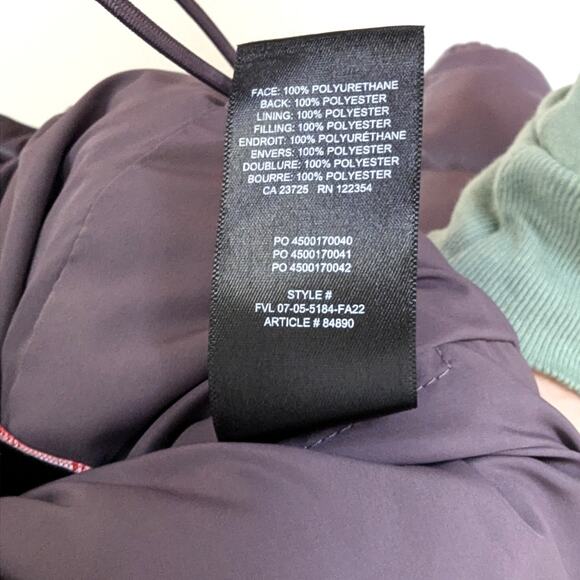 FACE: 100% POLYURETHANE
BACK: 100% POLYESTER
LINING: 100% POLYESTER
FILLING: 100% POLYESTER
ENDROIT: 100% POLYURÉTHANE
ENVERS: 100% POLYESTER
DOUBLURE: 100% POLYESTER
BOURRE: 100% POLYESTER
CA 23725 RN 122354
PO 4500170040
PO 4500170041
PO 4500170042
STYLE #
FVL 07-05-5184-FA22
ARTICLE # 84890